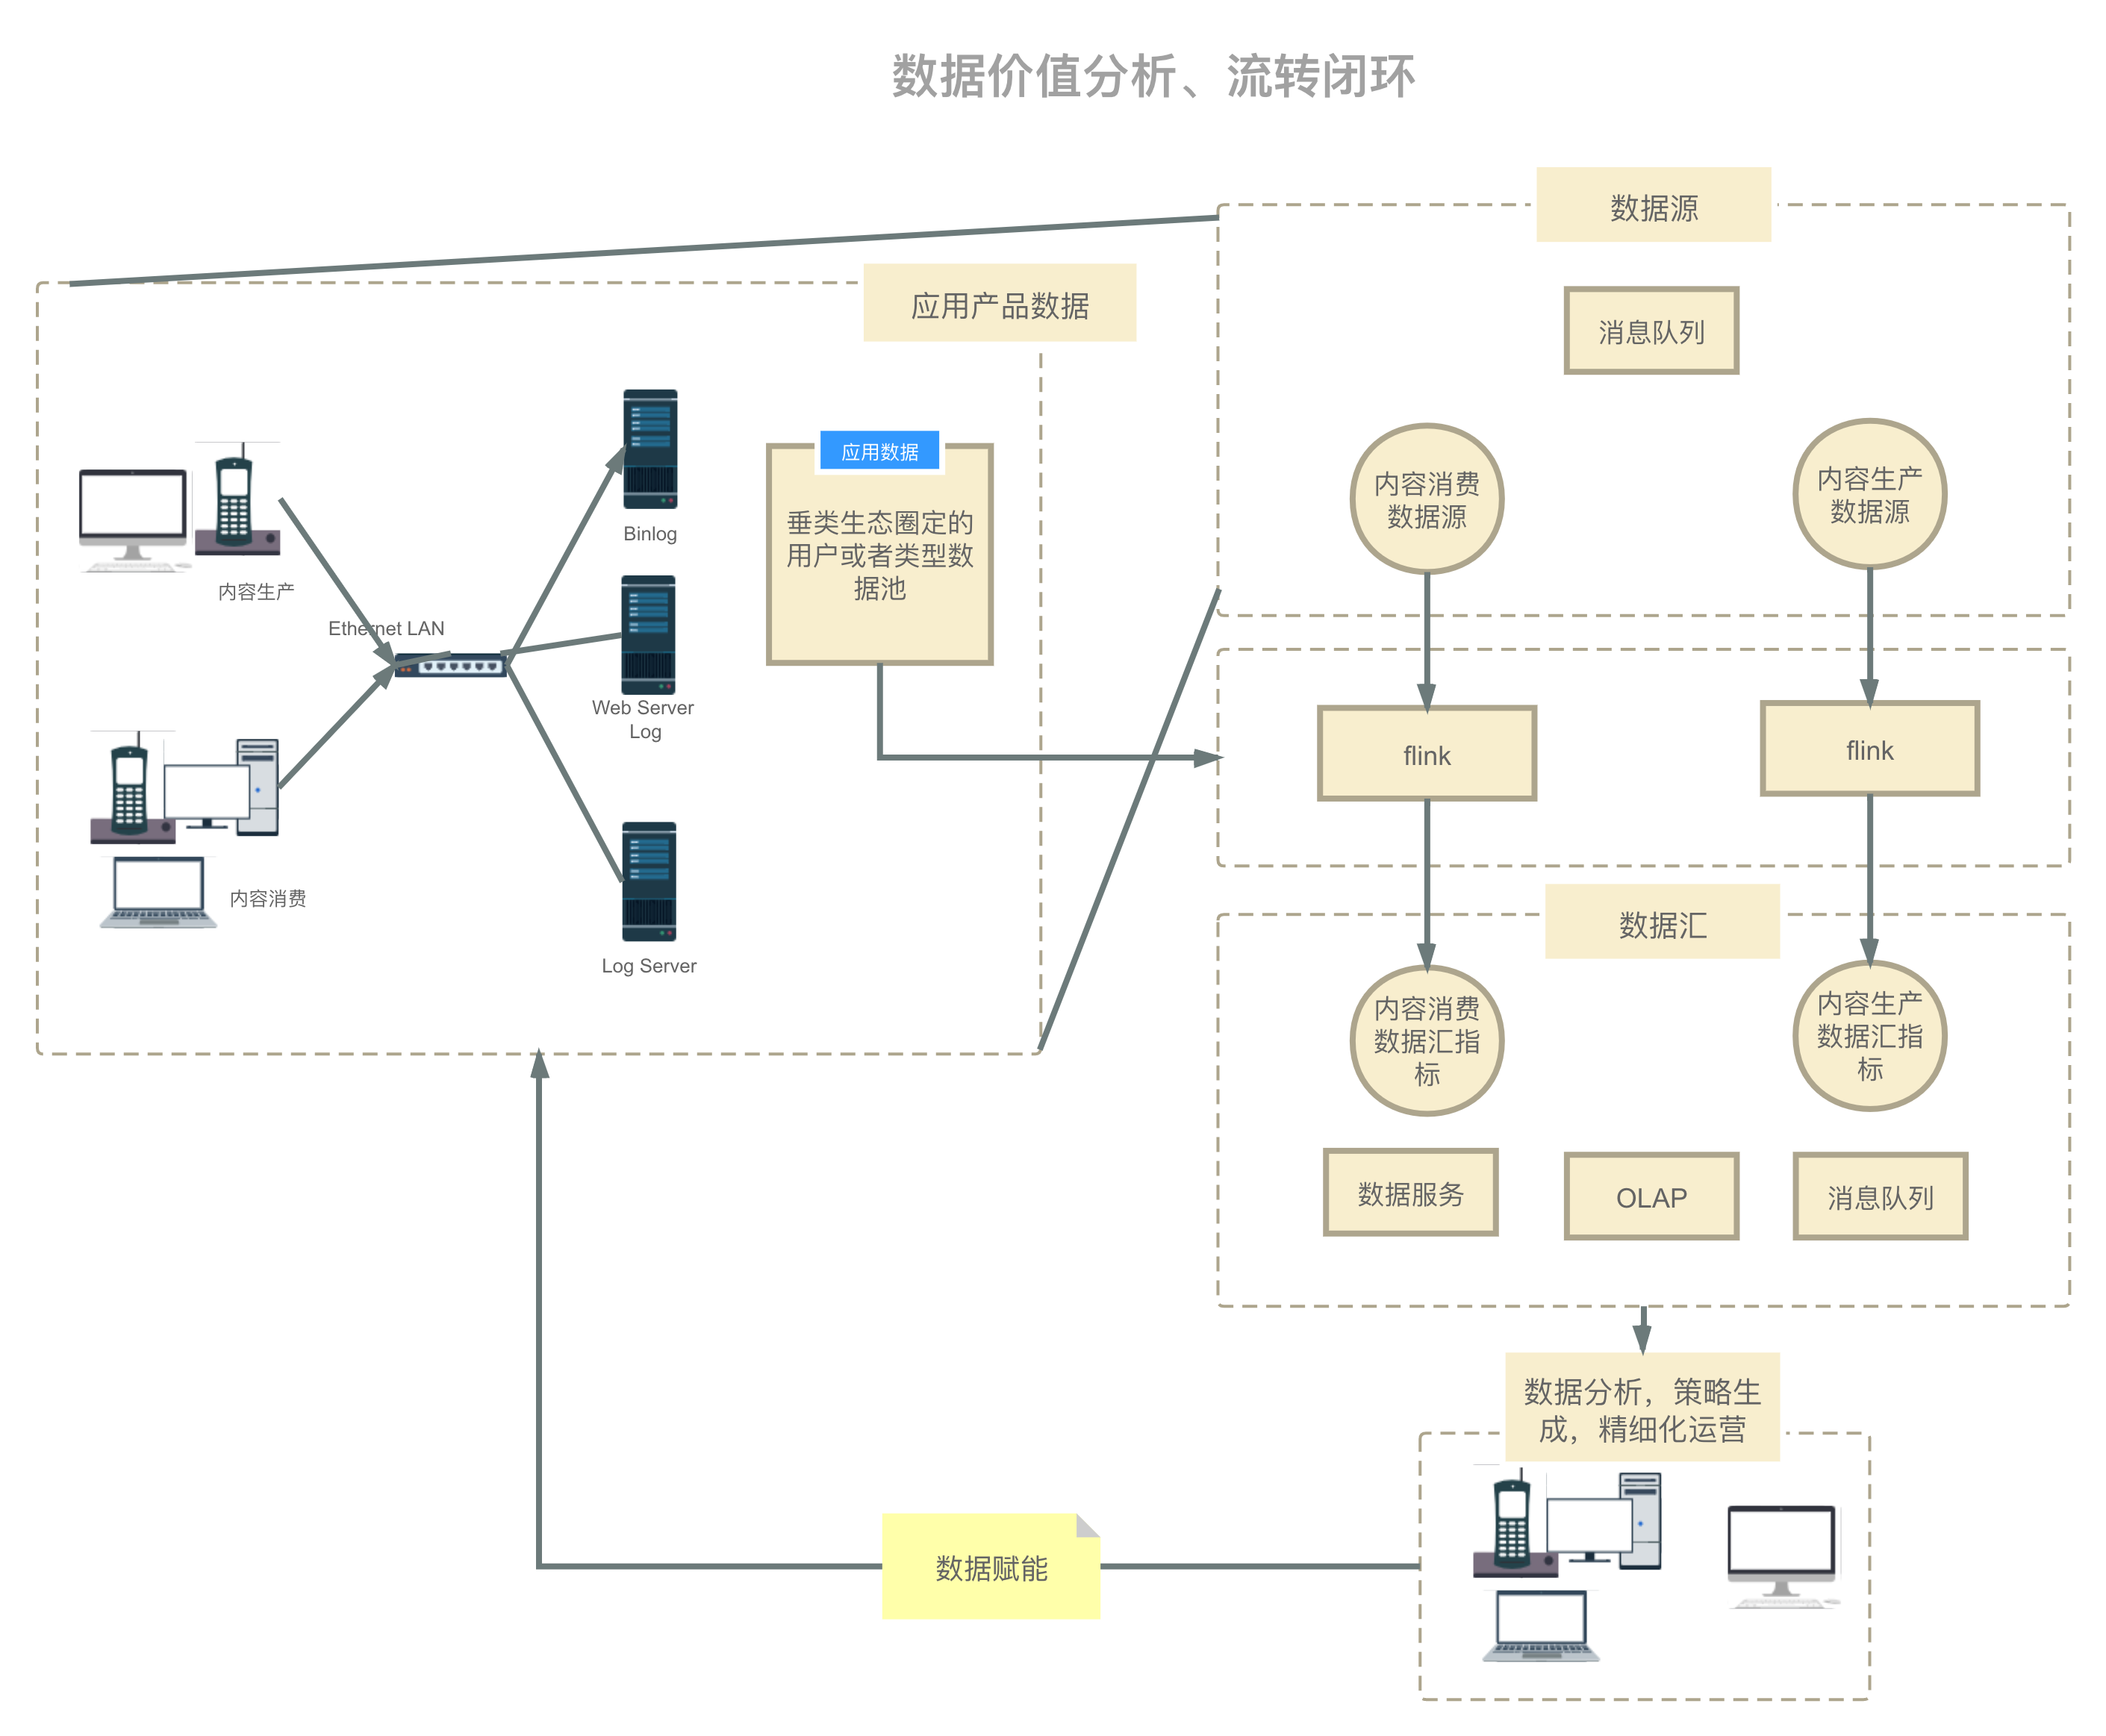 数据价值分析、流转闭环
数据源
应用产品数据
消息队列
应用数据
垂类生态圈定的
用户或者类型数
据池
内容消费
数据源
内容生产
数据源
Binlog
内容生产
Ethernet LAN
Web Server
Log
flink
flink
内容消费
Log Server
数据汇
内容消费
数据汇指
标
内容生产
数据汇指
标
数据服务
OLAP
消息队列
数据分析，策略生
成，精细化运营
数据赋能